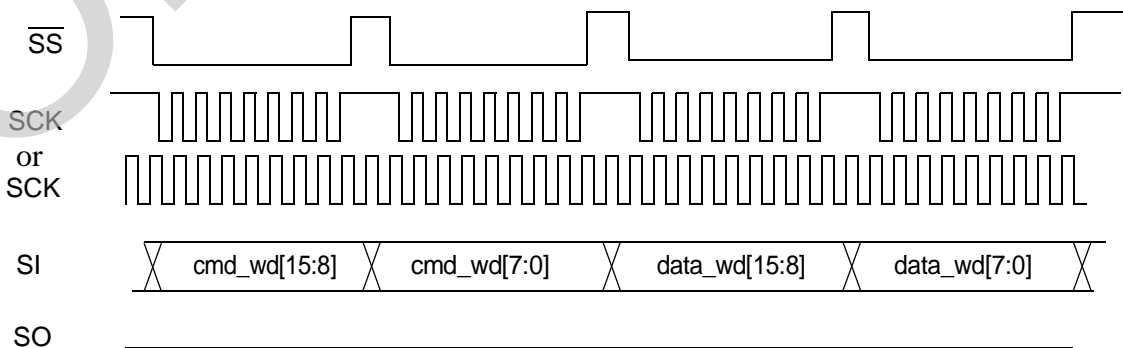 SS
SCK
or
SCK
SI cmd_wd[15:8] cmd_wd[7:0] data_wd[15:8] data_wd[7:0]
SO